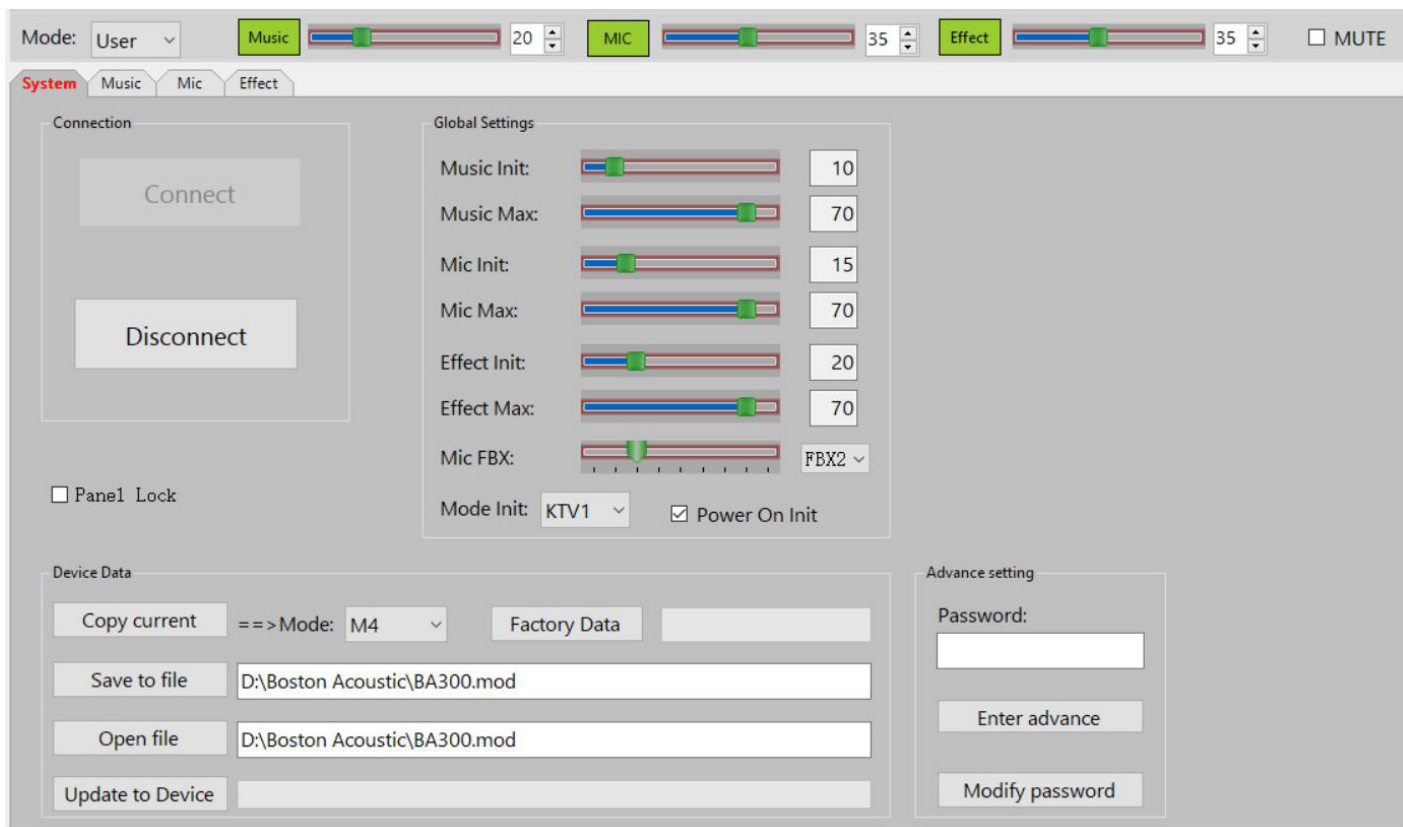 Mode: User Music 20 MIC 35 Effect 35 MUTE
System Music Mic Effect
Connection
Connect
Disconnect
Panel Lock
Global Settings
Music Init: 10
Music Max: 70
Mic Init: 15
Mic Max: 70
Effect Init: 20
Effect Max: 70
Mic FBX: FBX2
Mode Init: KTV1 Power On Init
Device Data
Copy current ==>Mode: M4 Factory Data
Save to file D:\Boston Acoustic\BA300.mod
Open file D:\Boston Acoustic\BA300.mod
Update to Device
Advance setting
Password:
Enter advance
Modify password